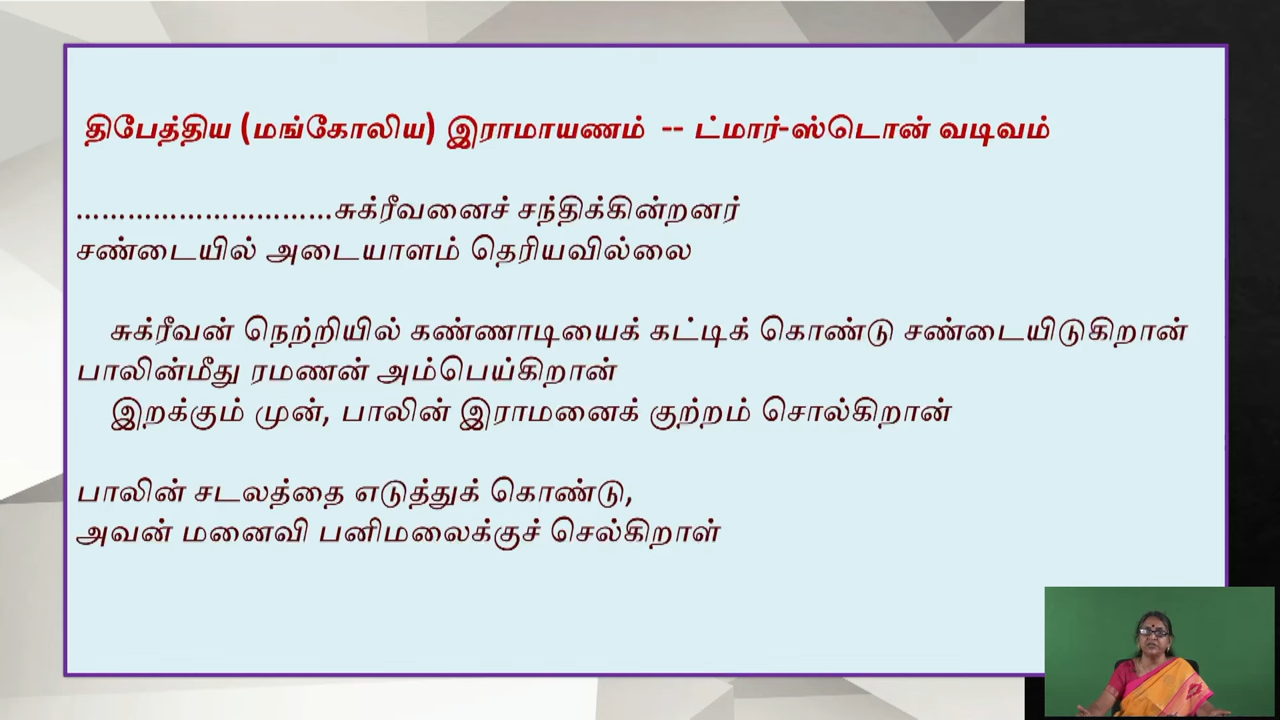 திபேத்திய (மங்கோலிய) இராமாயணம் -- ட்மார்-ஸ்டொன் வடிவம்
..............................சுக்ரீவனைச் சந்திக்கின்றனர்
சண்டையில் அடையாளம் தெரியவில்லை
சுக்ரீவன் நெற்றியில் கண்ணாடியைக் கட்டிக் கொண்டு சண்டையிடுகிறான்
பாலின்மீது ரமணன் அம்பெய்கிறான்
இறக்கும் முன், பாலின் இராமனைக் குற்றம் சொல்கிறான்
பாலின் சடலத்தை எடுத்துக் கொண்டு,
அவன் மனைவி பனிமலைக்குச் செல்கிறாள்